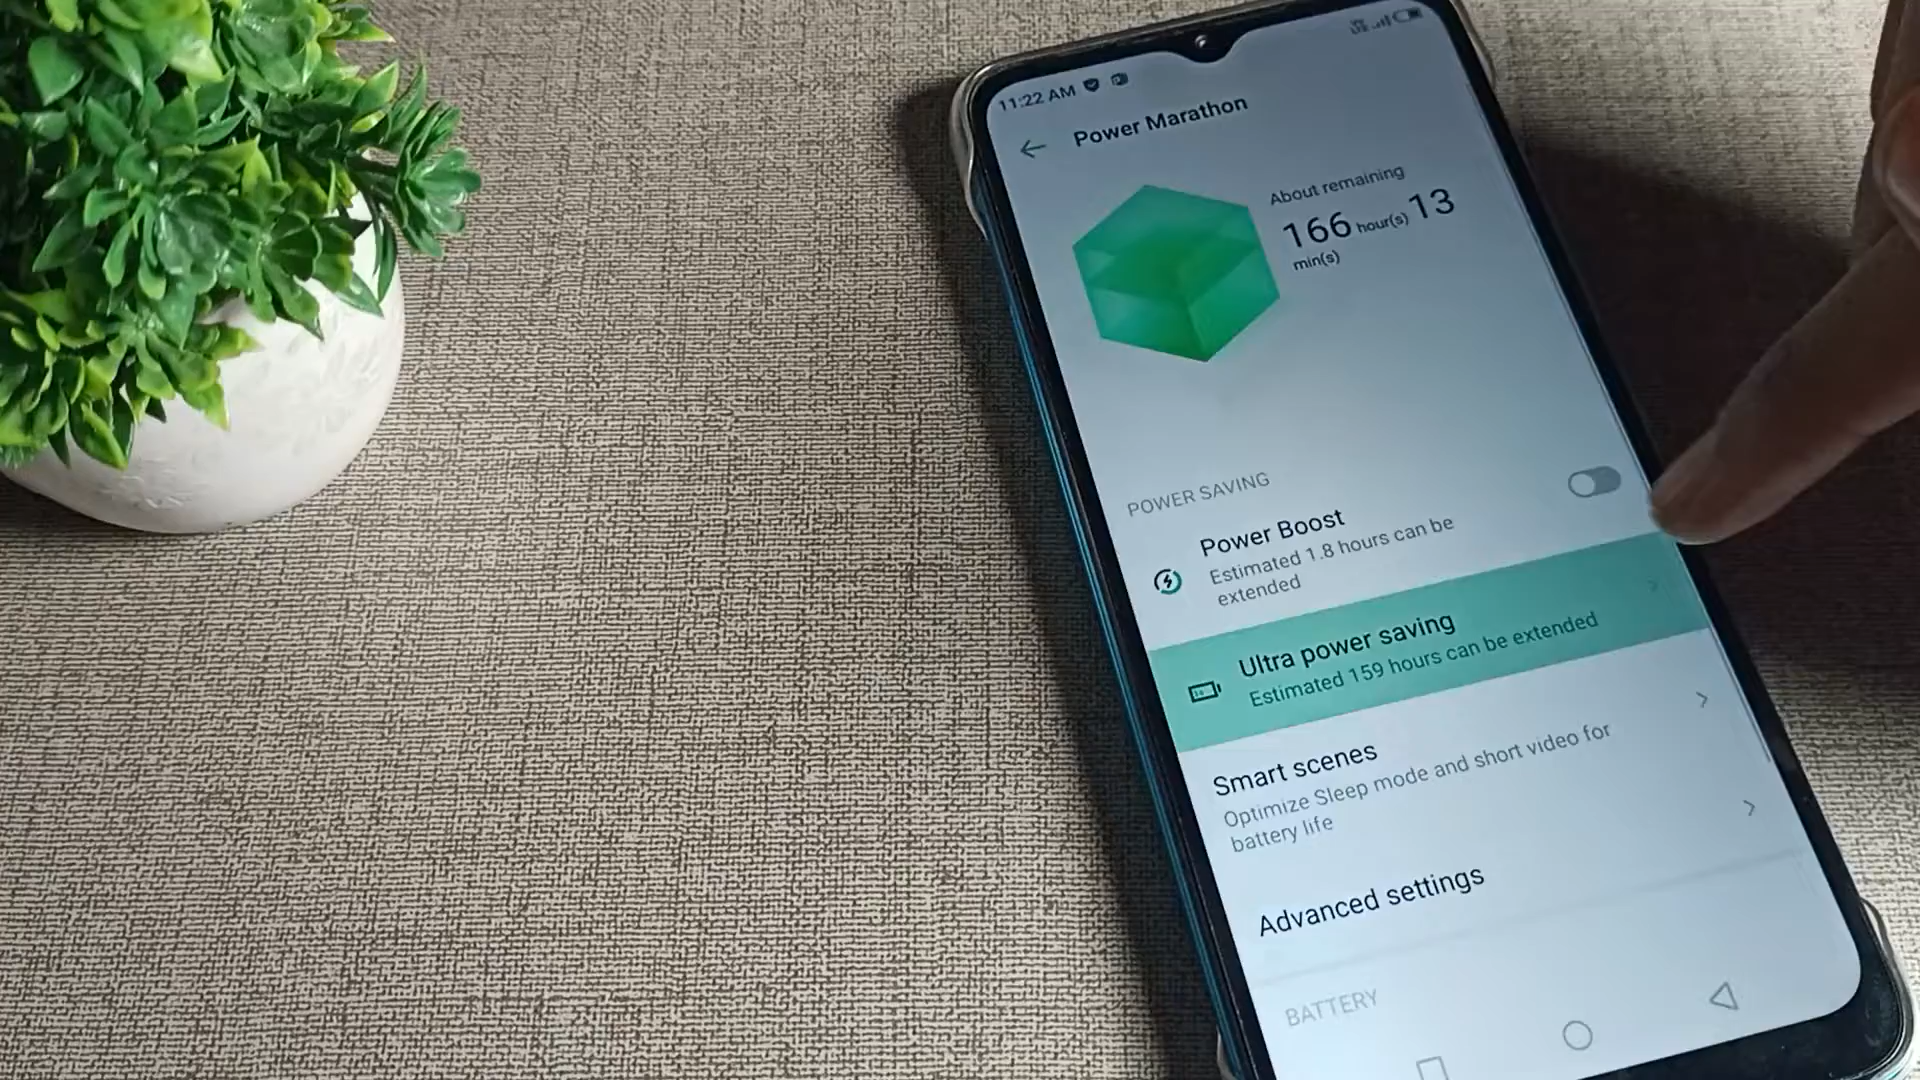 11:22 AM
Power Marathon
About remaining
166 hour(s) 13
min(s)
POWER SAVING
Power Boost
Estimated 1.8 hours can be
extended
Ultra power saving
Estimated 159 hours can be extended
Smart scenes
Optimize Sleep mode and short video for
battery life
Advanced settings
BATTERY